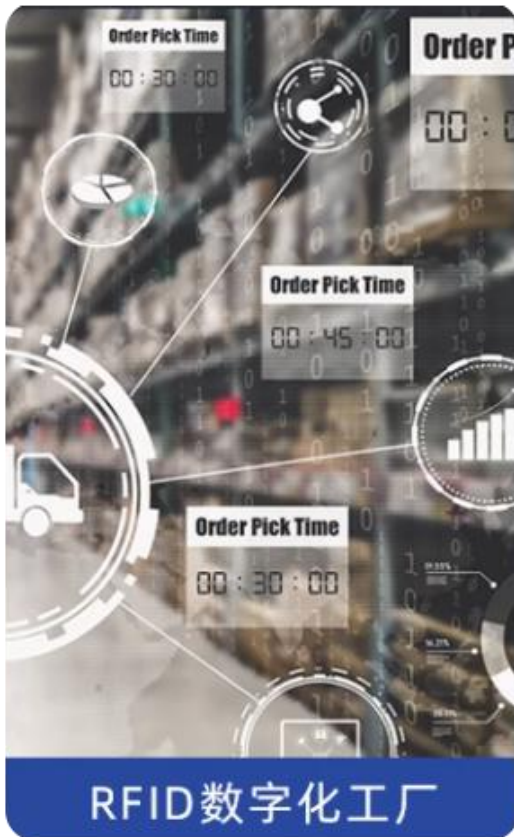 Order Pick Time
00 : 30 : 00
Order P
00 : 0
Order Pick Time
00 : 45 : 00
Order Pick Time
00 : 30 : 00
RFID数字化工厂